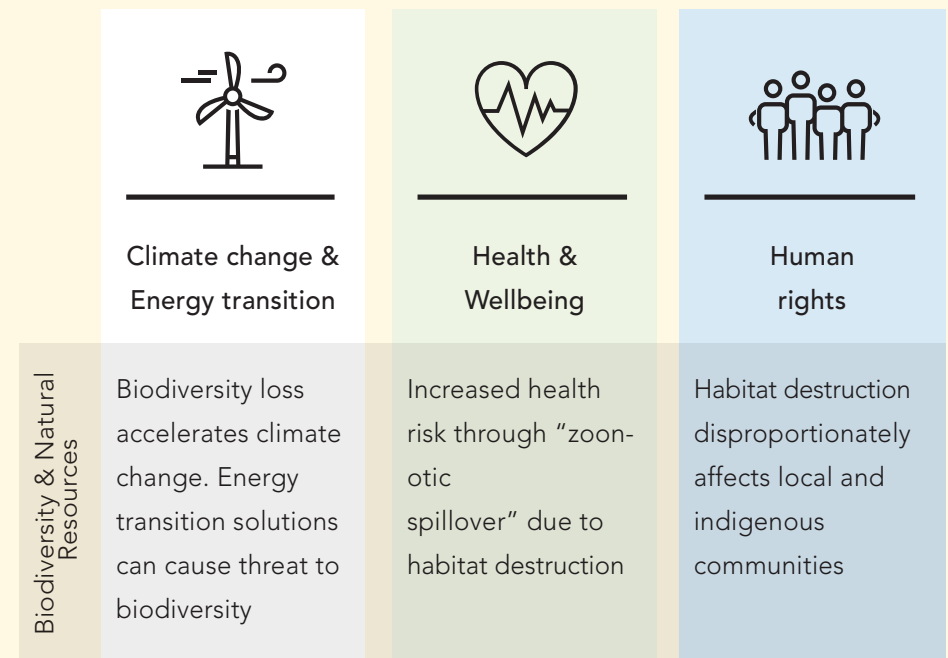 Climate change &
Energy transition
Health &
Wellbeing
Human
rights
Biodiversity & Natural
Resources
Biodiversity loss
accelerates climate
change. Energy
transition solutions
can cause threat to
biodiversity
Increased health
risk through “zoon-
otic
spillover” due to
habitat destruction
Habitat destruction
disproportionately
affects local and
indigenous
communities